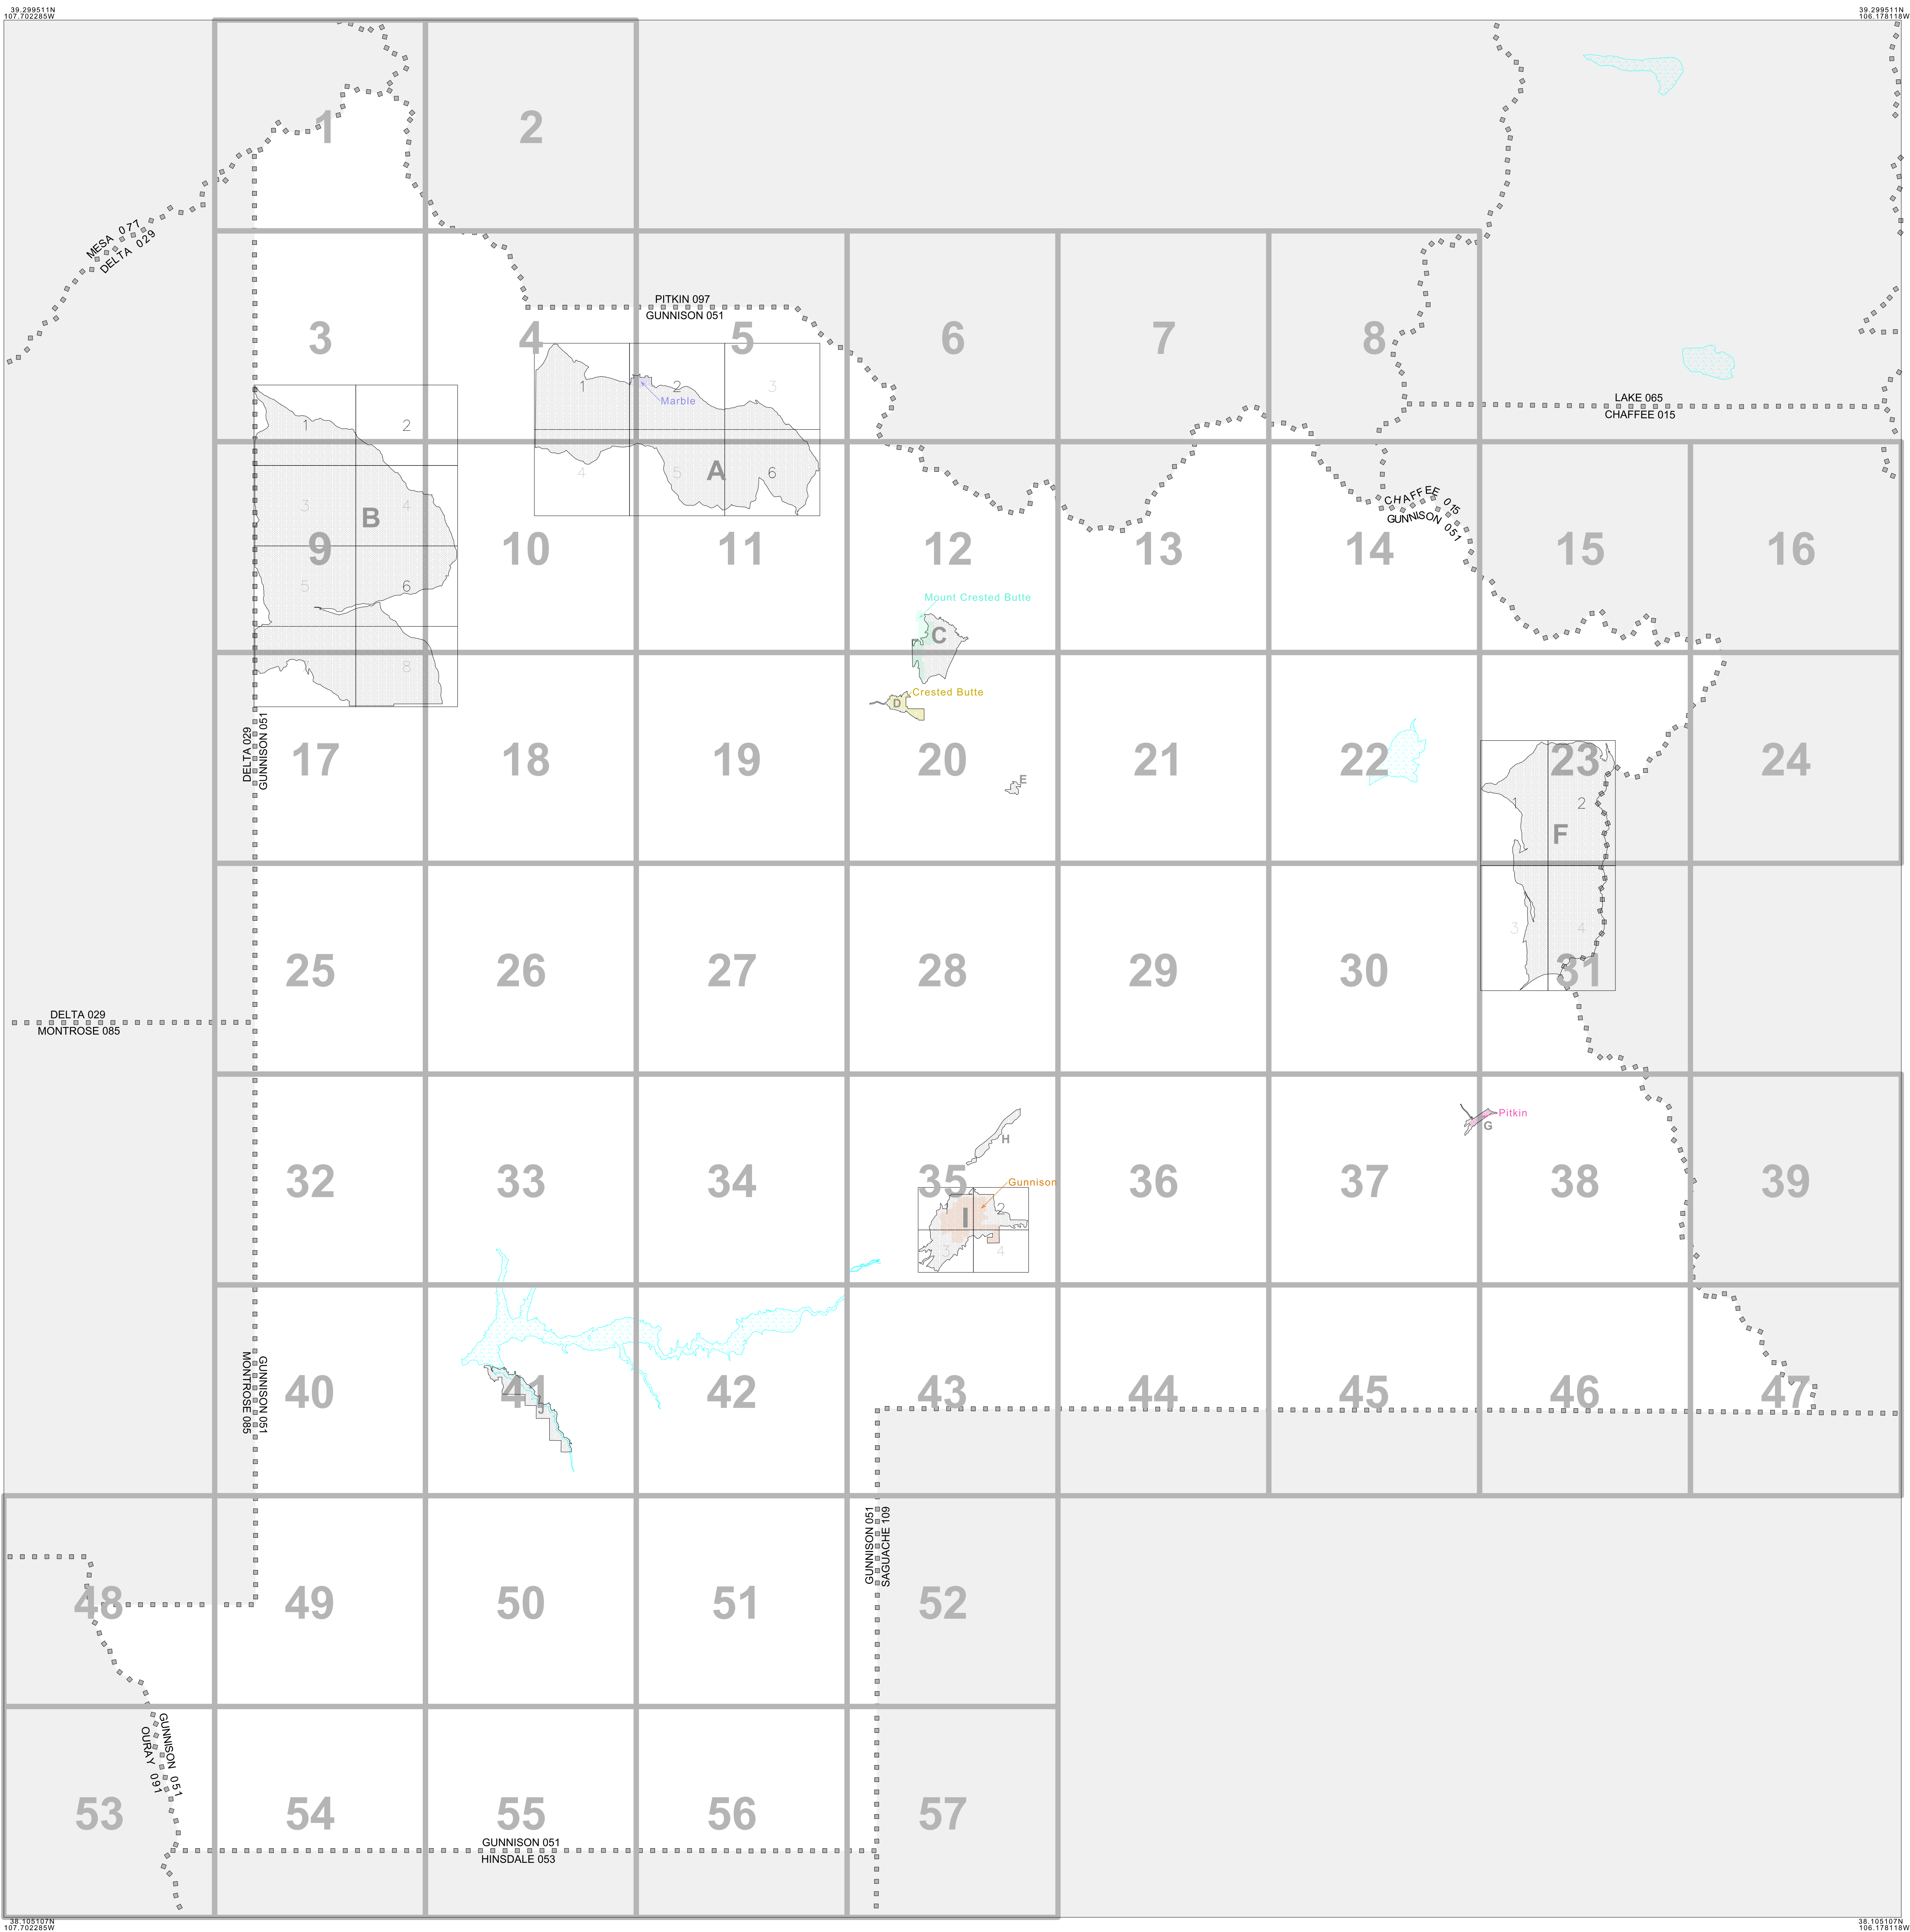 39.299511N
107.702285W
39.299511N
106.178118W
1
2
MESA 077
DELTA 029
PITKIN 097
GUNNISON 051
3
4
5
6
7
8
1
2
3
Marble
LAKE 065
CHAFFEE 015
1
2
4
5
A
6
3
B
4
CHAFFEE 015
GUNNISON 051
9
10
11
12
13
14
15
16
5
6
Mount Crested Butte
C
8
Crested Butte
D
DELTA 029
GUNNISON 051
17
18
19
20
21
22
23
24
E
1
2
F
3
4
25
26
27
28
29
30
31
DELTA 029
MONTROSE 085
Pitkin
G
H
32
33
34
35
36
37
38
39
Gunnison
I
2
3
4
GUNNISON 051
MONTROSE 085
40
41
42
43
44
45
46
47
J
GUNNISON 051
SAGUACHE 109
48
49
50
51
52
GUNNISON 051
OURAY 091
53
54
55
56
57
GUNNISON 051
HINSDALE 053
38.105107N
107.702285W
38.105107N
106.178118W